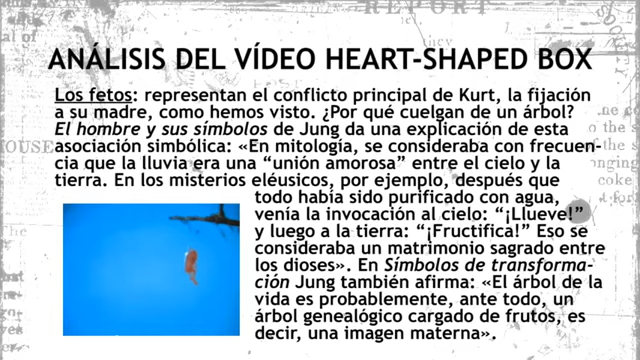 ANÁLISIS DEL VÍDEO HEART-SHAPED BOX
Los fetos: representan el conflicto principal de Kurt, la fijación
a su madre, como hemos visto. ¿Por qué cuelgan de un árbol?
El hombre y sus símbolos de Jung da una explicación de esta
asociación simbólica: «En mitología, se consideraba con frecuen-
cia que la lluvia era una “unión amorosa” entre el cielo y la
tierra. En los misterios eléusicos, por ejemplo, después que
todo había sido purificado con agua,
venía la invocación al cielo: “¡Llueve!”
y luego a la tierra: “¡Fructifica!” Eso se
consideraba un matrimonio sagrado entre
los dioses». En Símbolos de transforma-
ción Jung también afirma: «El árbol de la
vida es probablemente, ante todo, un
árbol genealógico cargado de frutos, es
decir, una imagen materna».
REPORT